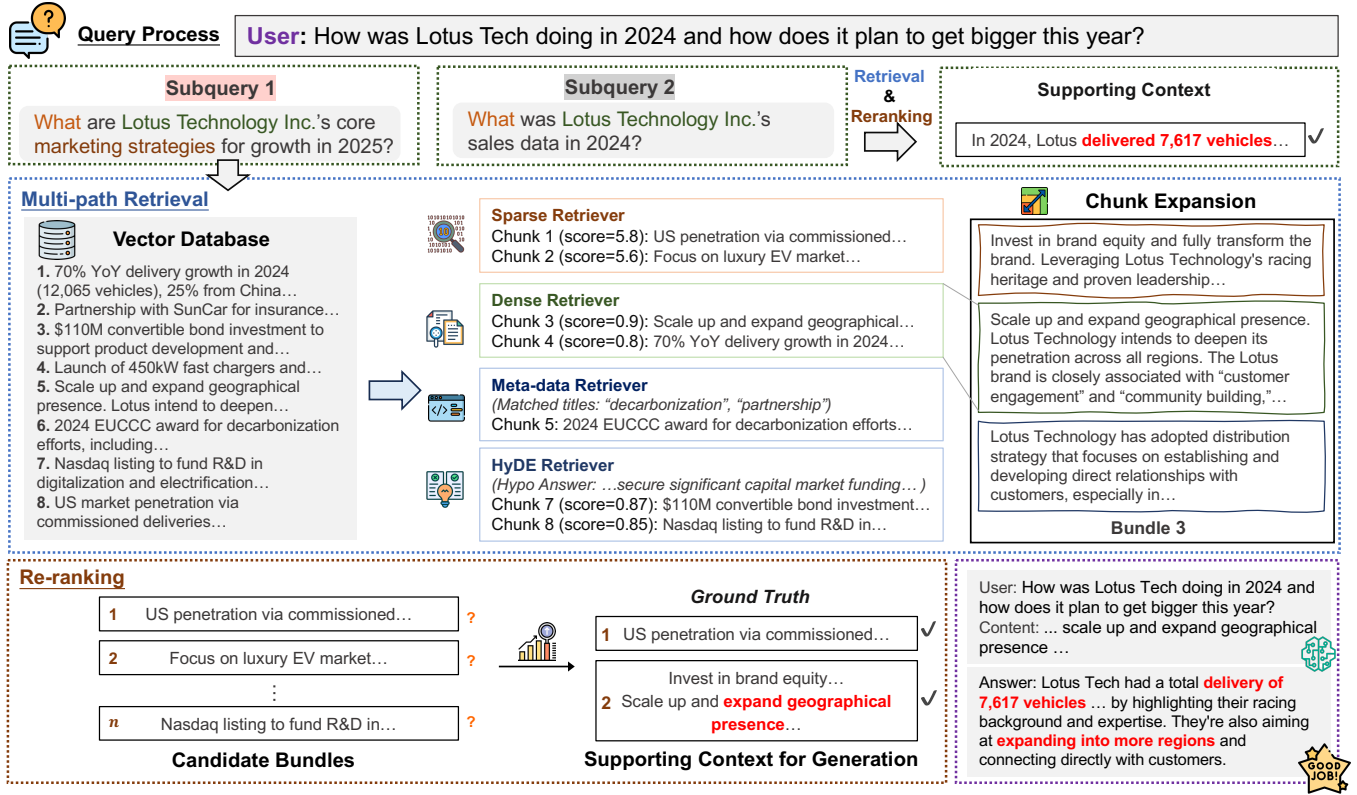 Query Process
User: How was Lotus Tech doing in 2024 and how does it plan to get bigger this year?
Subquery 1
What are Lotus Technology Inc.'s core
marketing strategies for growth in 2025?
Subquery 2
What was Lotus Technology Inc.'s
sales data in 2024?
Retrieval
&
Reranking
Supporting Context
In 2024, Lotus delivered 7,617 vehicles…
Multi-path Retrieval
Vector Database
1. 70% YoY delivery growth in 2024
(12,065 vehicles), 25% from China…
2. Partnership with SunCar for insurance…
3. $110M convertible bond investment to
support product development and…
4. Launch of 450kW fast chargers and…
5. Scale up and expand geographical
presence. Lotus intend to deepen…
6. 2024 EUCCC award for decarbonization
efforts, including…
7. Nasdaq listing to fund R&D in
digitalization and electrification…
8. US market penetration via
commissioned deliveries…
Sparse Retriever
Chunk 1 (score=5.8): US penetration via commissioned…
Chunk 2 (score=5.6): Focus on luxury EV market…
Dense Retriever
Chunk 3 (score=0.9): Scale up and expand geographical…
Chunk 4 (score=0.8): 70% YoY delivery growth in 2024…
Meta-data Retriever
(Matched titles: "decarbonization", "partnership")
Chunk 5: 2024 EUCCC award for decarbonization efforts…
HyDE Retriever
(Hypo Answer: …secure significant capital market funding… )
Chunk 7 (score=0.87): $110M convertible bond investment…
Chunk 8 (score=0.85): Nasdaq listing to fund R&D in…
Chunk Expansion
Invest in brand equity and fully transform the
brand. Leveraging Lotus Technology's racing
heritage and proven leadership…
Scale up and expand geographical presence.
Lotus Technology intends to deepen its
penetration across all regions. The Lotus
brand is closely associated with "customer
engagement" and "community building,"…
Lotus Technology has adopted distribution
strategy that focuses on establishing and
developing direct relationships with
customers, especially in…
Bundle 3
Re-ranking
1 US penetration via commissioned… ?
2 Focus on luxury EV market… ?
⋮
n Nasdaq listing to fund R&D in… ?
Candidate Bundles
Ground Truth
1 US penetration via commissioned…
Invest in brand equity…
2 Scale up and expand geographical
presence…
Supporting Context for Generation
User: How was Lotus Tech doing in 2024 and
how does it plan to get bigger this year?
Content: ... scale up and expand geographical
presence …
Answer: Lotus Tech had a total delivery of
7,617 vehicles … by highlighting their racing
background and expertise. They're also aiming
at expanding into more regions and
connecting directly with customers.
GOOD
JOB!